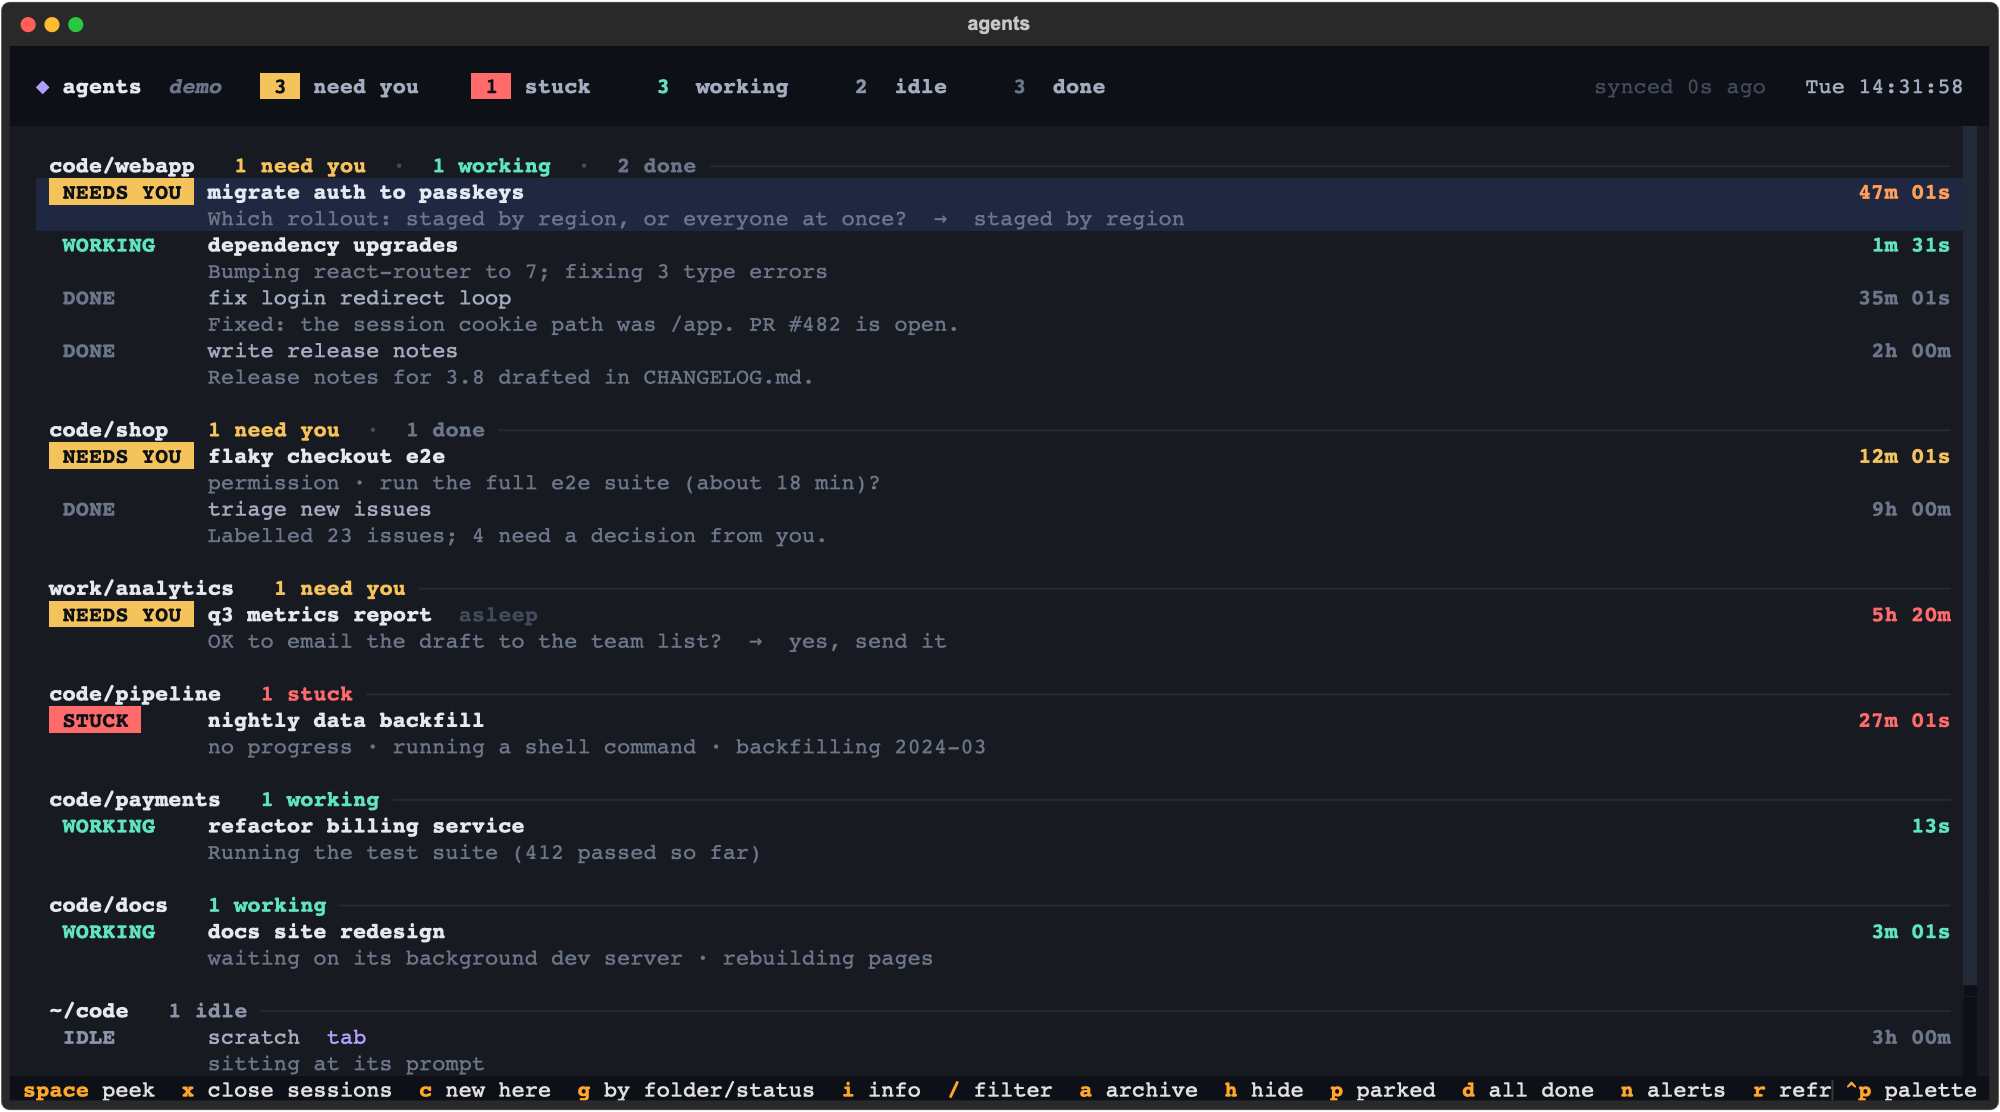 agents
◆ agents demo 3 need you 1 stuck 3 working 2 idle 3 done synced 0s ago Tue 14:31:58
code/webapp 1 need you · 1 working · 2 done
NEEDS YOU migrate auth to passkeys 47m 01s
Which rollout: staged by region, or everyone at once? → staged by region
WORKING dependency upgrades 1m 31s
Bumping react-router to 7; fixing 3 type errors
DONE fix login redirect loop 35m 01s
Fixed: the session cookie path was /app. PR #482 is open.
DONE write release notes 2h 00m
Release notes for 3.8 drafted in CHANGELOG.md.
code/shop 1 need you · 1 done
NEEDS YOU flaky checkout e2e 12m 01s
permission · run the full e2e suite (about 18 min)?
DONE triage new issues 9h 00m
Labelled 23 issues; 4 need a decision from you.
work/analytics 1 need you
NEEDS YOU q3 metrics report asleep 5h 20m
OK to email the draft to the team list? → yes, send it
code/pipeline 1 stuck
STUCK nightly data backfill 27m 01s
no progress · running a shell command · backfilling 2024-03
code/payments 1 working
WORKING refactor billing service 13s
Running the test suite (412 passed so far)
code/docs 1 working
WORKING docs site redesign 3m 01s
waiting on its background dev server · rebuilding pages
~/code 1 idle
IDLE scratch tab 3h 00m
sitting at its prompt
space peek x close sessions c new here g by folder/status i info / filter a archive h hide p parked d all done n alerts r refr ^p palette